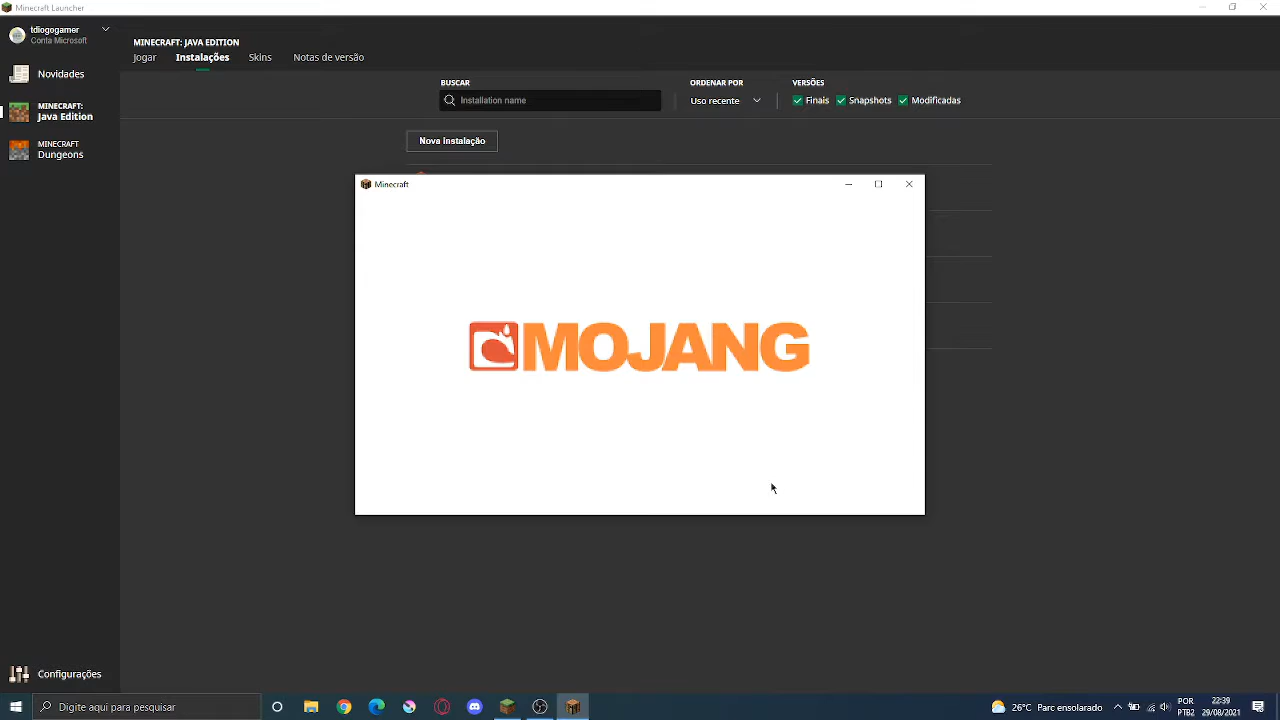 Minecraft Launcher
tdiogogamer
Conta Microsoft
MINECRAFT: JAVA EDITION
Jogar Instalações Skins Notas de versão
Novidades
MINECRAFT:
Java Edition
MINECRAFT
Dungeons
BUSCAR
Installation name
ORDENAR POR
Uso recente
VERSÕES
Finais Snapshots Modificadas
Nova instalação
Minecraft
MOJANG
Configurações
Digite aqui para pesquisar
26°C Parc ensolarado
POR
PTB2
22:39
29/08/2021